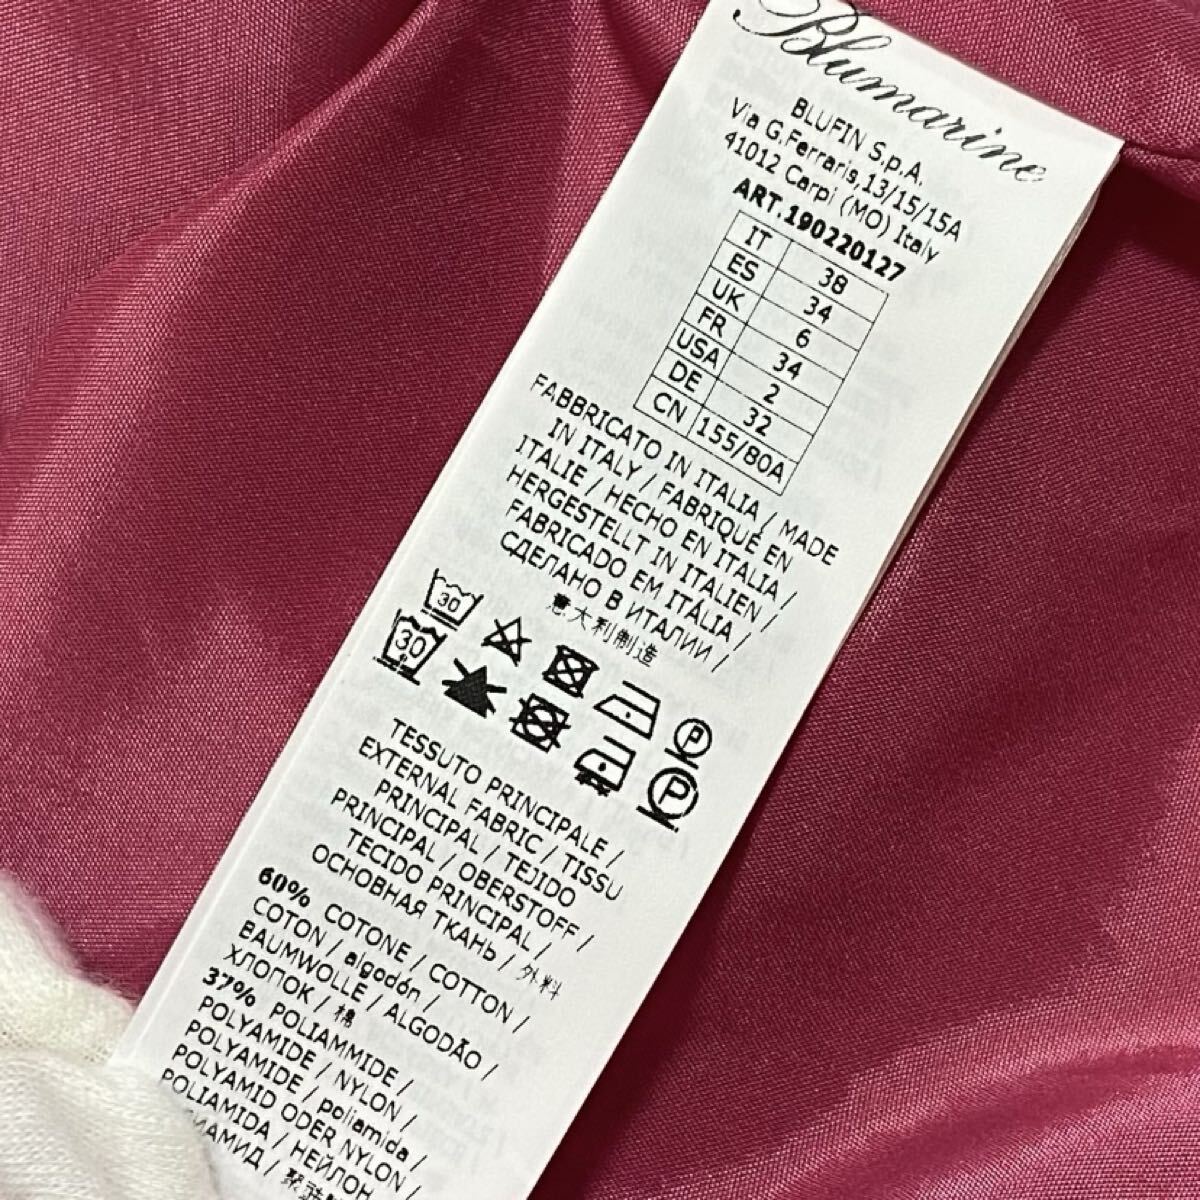 Blumarine
BLUFIN S.p.A.
Via G.Ferraris,13/15/15A
41012 Carpi (MO) Italy
ART.190220127
IT 38
ES 34
UK 6
FR 34
USA 2
DE 32
CN 155/80A
FABBRICATO IN ITALIA / MADE
IN ITALY / FABRIQUÉ EN
ITALIE / HECHO EN ITALIA /
HERGESTELLT IN ITALIEN /
FABRICADO EM ITALIA /
СДЕЛАНО В ИТАЛИИ /
意大利制造
30
P
30
P
TESSUTO PRINCIPALE /
EXTERNAL FABRIC / TISSU
PRINCIPAL / TEJIDO
PRINCIPAL / OBERSTOFF /
TECIDO PRINCIPAL /
ОСНОВНАЯ ТКАНЬ / 外料
60% COTONE / COTTON /
COTON / algodón /
BAUMWOLLE / ALGODÃO /
ХЛОПОК / 棉
37% POLIAMMIDE /
POLYAMIDE / NYLON /
POLYAMIDE / poliamida /
POLYAMID ODER NYLON /
POLIAMIDA / НЕЙЛОН /